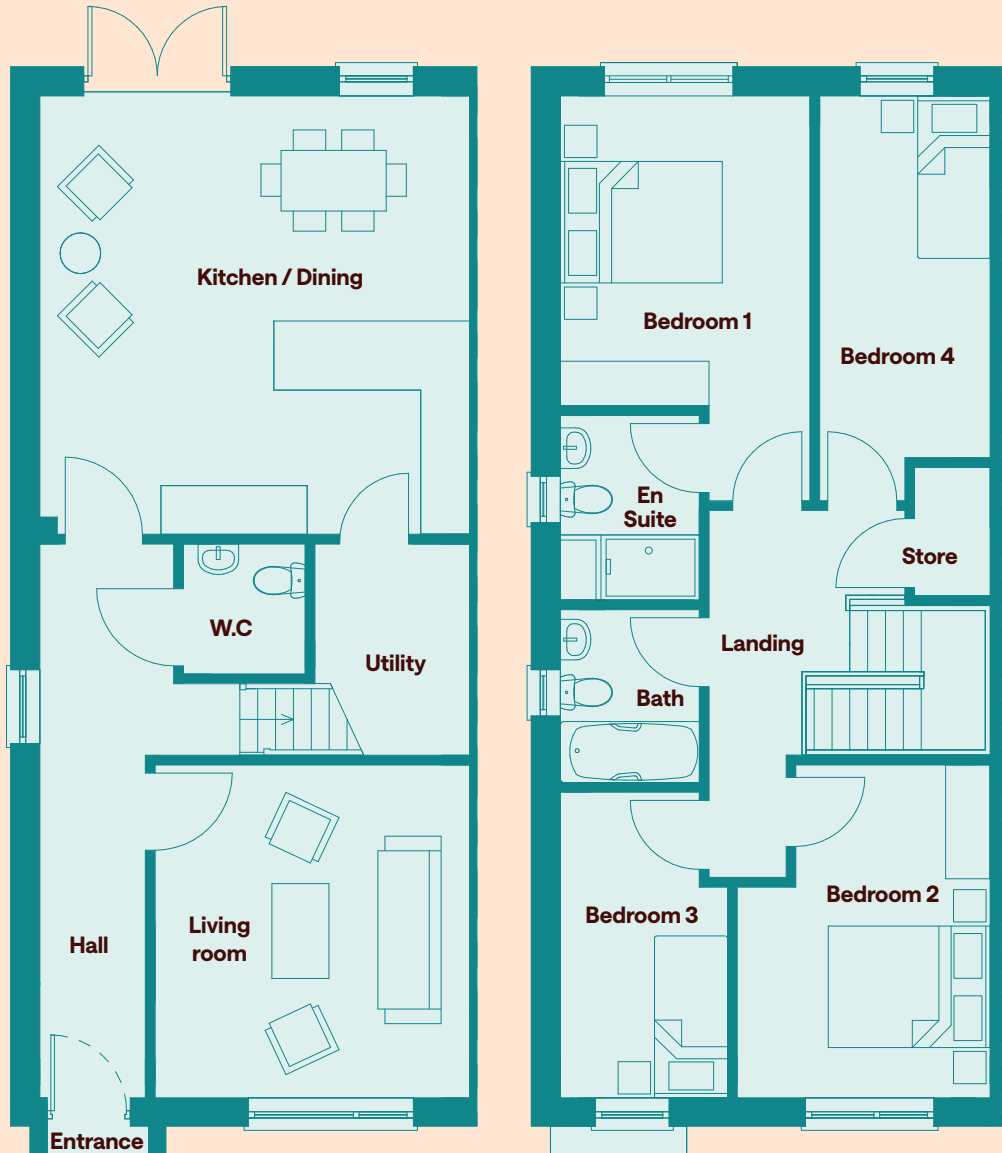 Kitchen / Dining
W.C
Utility
Hall
Living
room
Entrance
Bedroom 1
Bedroom 4
En
Suite
Store
Landing
Bath
Bedroom 3
Bedroom 2